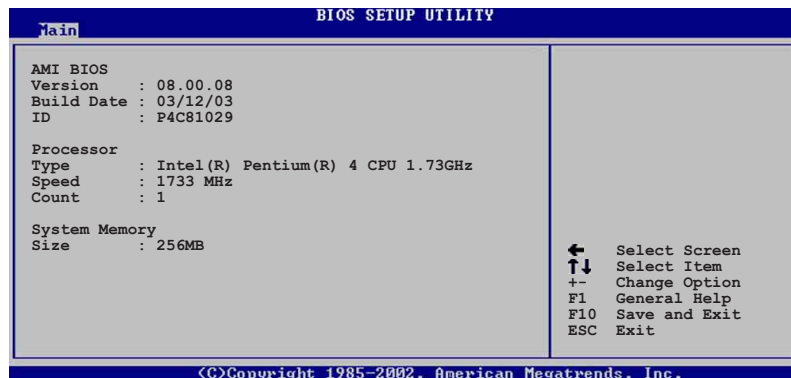 BIOS SETUP UTILITY
Main
AMI BIOS
Version : 08.00.08
Build Date : 03/12/03
ID : P4C81029
Processor
Type : Intel(R) Pentium(R) 4 CPU 1.73GHz
Speed : 1733 MHz
Count : 1
System Memory
Size : 256MB
← Select Screen
↑↓ Select Item
+- Change Option
F1 General Help
F10 Save and Exit
ESC Exit
(C)Copyright 1985-2002, American Megatrends, Inc.